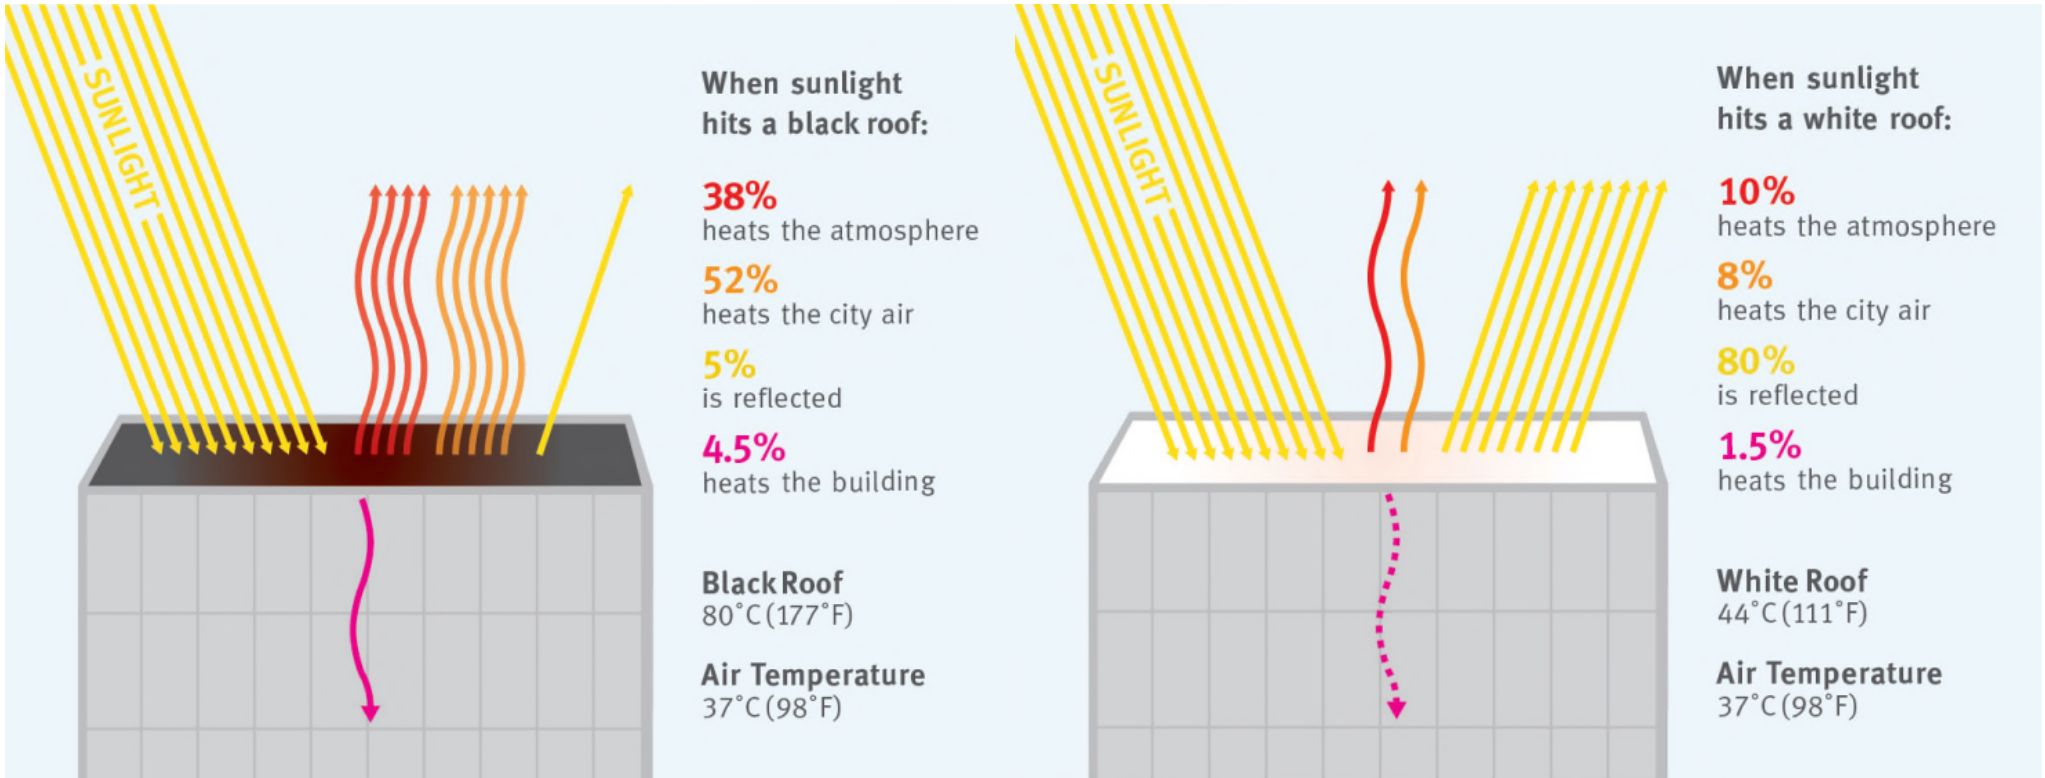 SUNLIGHT
When sunlight
hits a black roof:
38%
heats the atmosphere
52%
heats the city air
5%
is reflected
4.5%
heats the building
Black Roof
80°C (177°F)
Air Temperature
37°C (98°F)
SUNLIGHT
When sunlight
hits a white roof:
10%
heats the atmosphere
8%
heats the city air
80%
is reflected
1.5%
heats the building
White Roof
44°C (111°F)
Air Temperature
37°C (98°F)